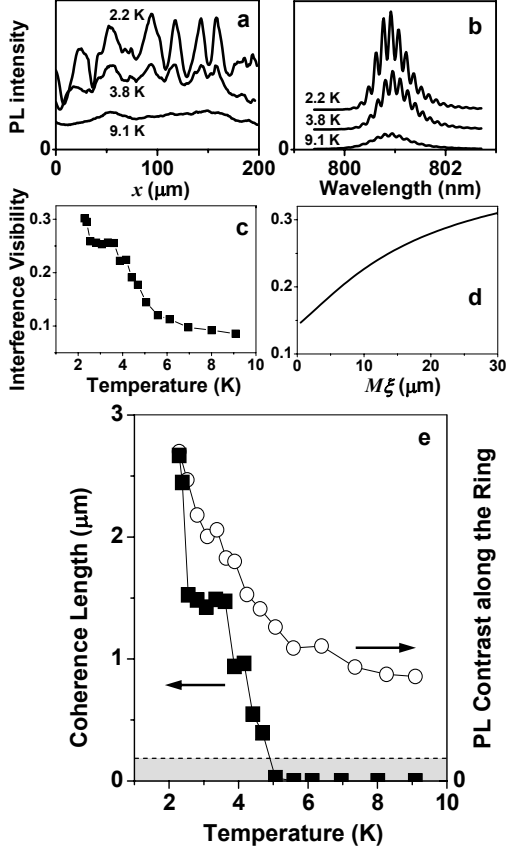 a
PL intensity
2.2 K
3.8 K
9.1 K
0
0
100
200
x (μm)
b
2.2 K
3.8 K
9.1 K
0
800
802
Wavelength (nm)
c
Interference Visibility
0.3
0.2
0.1
0
2
4
6
8
10
Temperature (K)
d
0.3
0.2
0.1
0
10
20
30
Mξ (μm)
e
Coherence Length (μm)
3
2
1
0
2
4
6
8
10
Temperature (K)
0
PL Contrast along the Ring